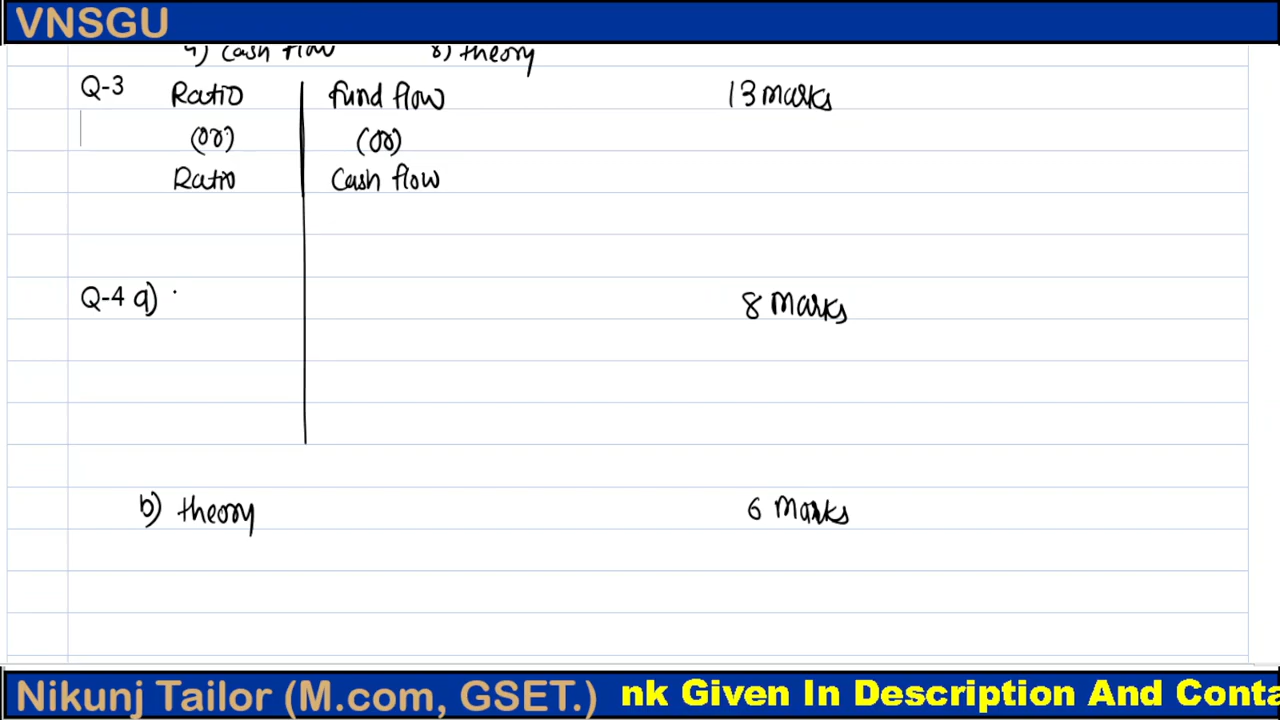 VNSGU
4) Cash flow 8) theory
Q-3 Ratio fund flow 13 marks
(or) (or)
Ratio Cash flow
Q-4 a) 8 Marks
b) theory 6 Marks
Nikunj Tailor (M.com, GSET.) nk Given In Description And Conta